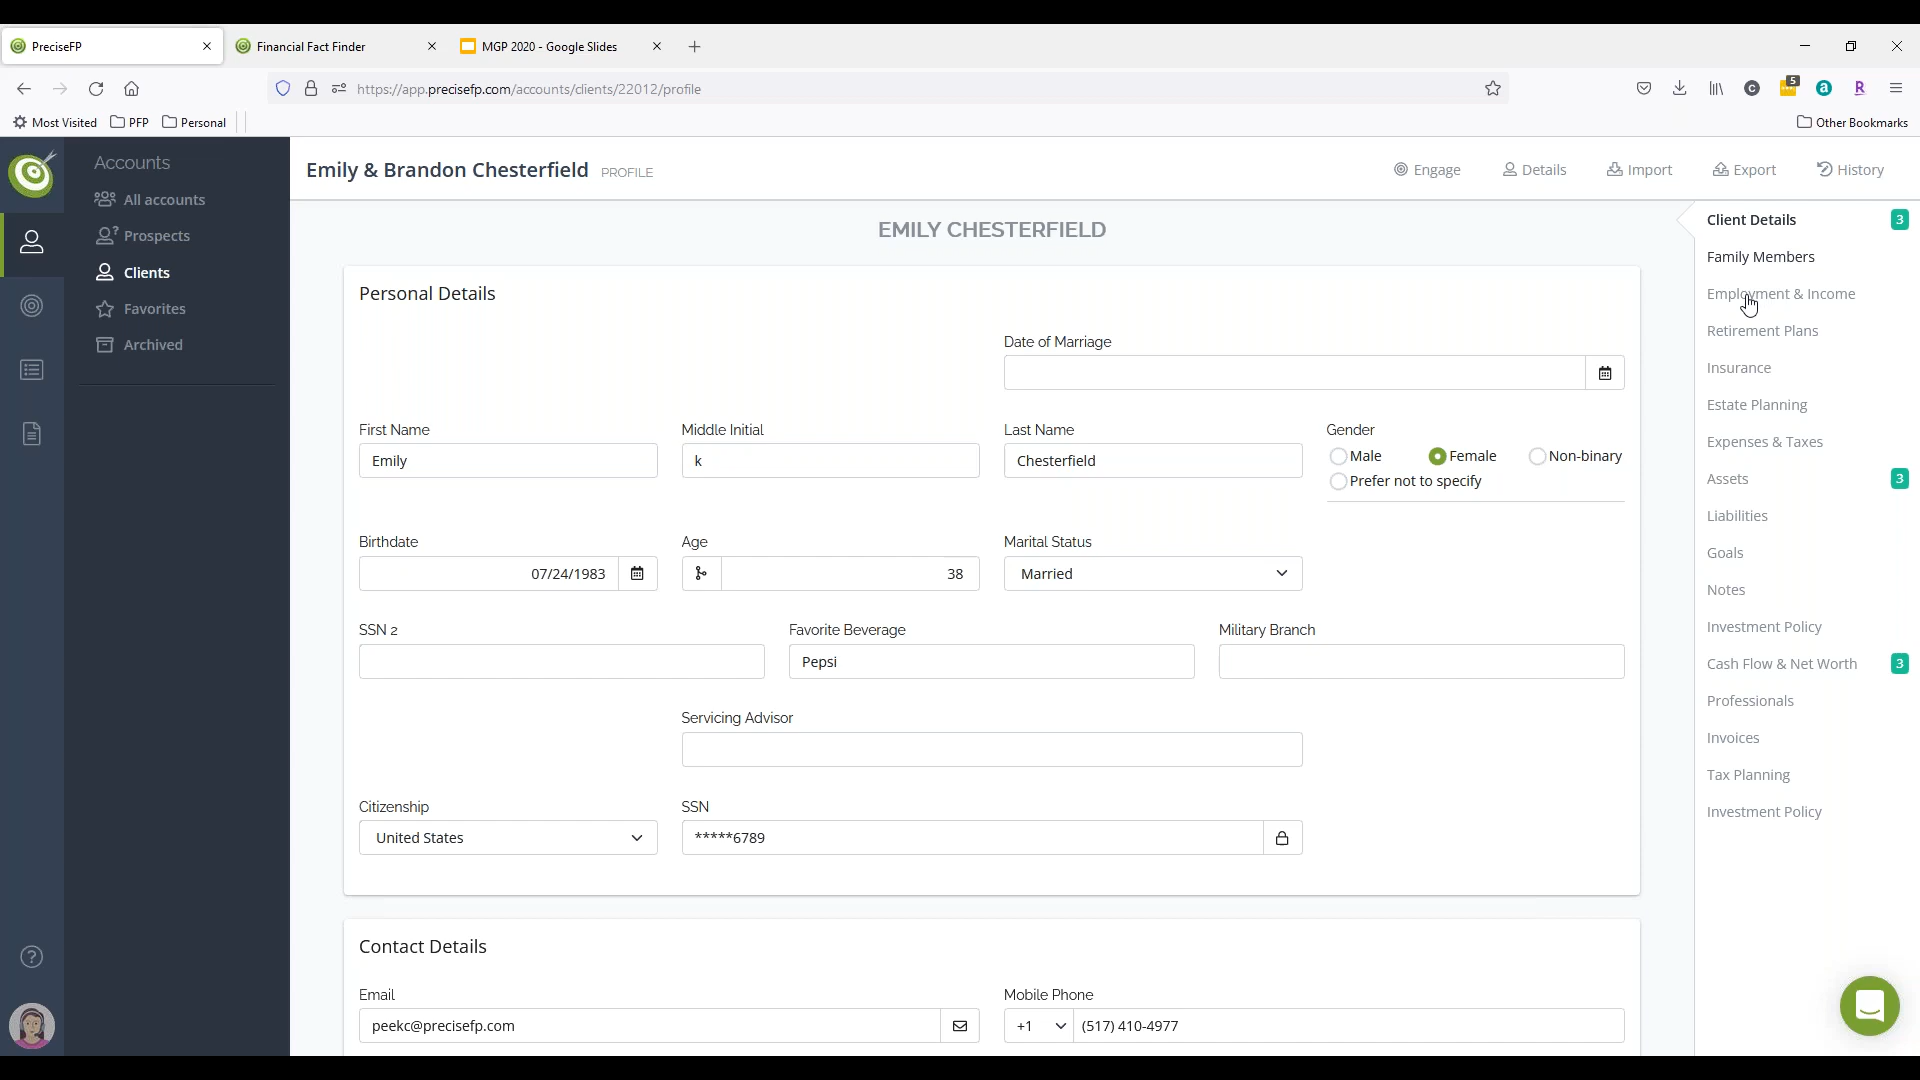 PreciseFP
Financial Fact Finder
MGP 2020 - Google Slides
https://app.precisefp.com/accounts/clients/22012/profile
5
Most Visited
PFP
Personal
Other Bookmarks
Accounts
All accounts
Prospects
Clients
Favorites
Archived
Emily & Brandon Chesterfield PROFILE
Engage
Details
Import
Export
History
EMILY CHESTERFIELD
Personal Details
Date of Marriage
First Name
Middle Initial
Last Name
Gender
Emily
k
Chesterfield
Male
Female
Non-binary
Prefer not to specify
Birthdate
Age
Marital Status
07/24/1983
38
Married
SSN 2
Favorite Beverage
Military Branch
Pepsi
Servicing Advisor
Citizenship
SSN
United States
*****6789
Contact Details
Email
Mobile Phone
peekc@precisefp.com
+1
(517) 410-4977
Client Details 3
Family Members
Employment & Income
Retirement Plans
Insurance
Estate Planning
Expenses & Taxes
Assets 3
Liabilities
Goals
Notes
Investment Policy
Cash Flow & Net Worth 3
Professionals
Invoices
Tax Planning
Investment Policy